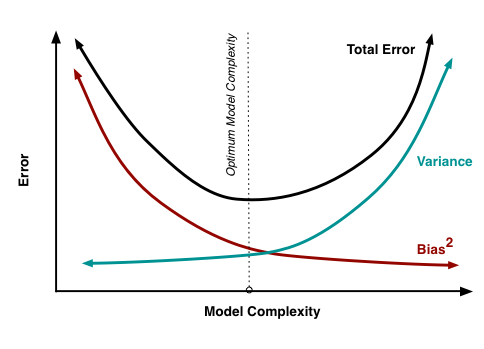 Total Error
Optimum Model Complexity
Variance
Error
Bias2
Model Complexity